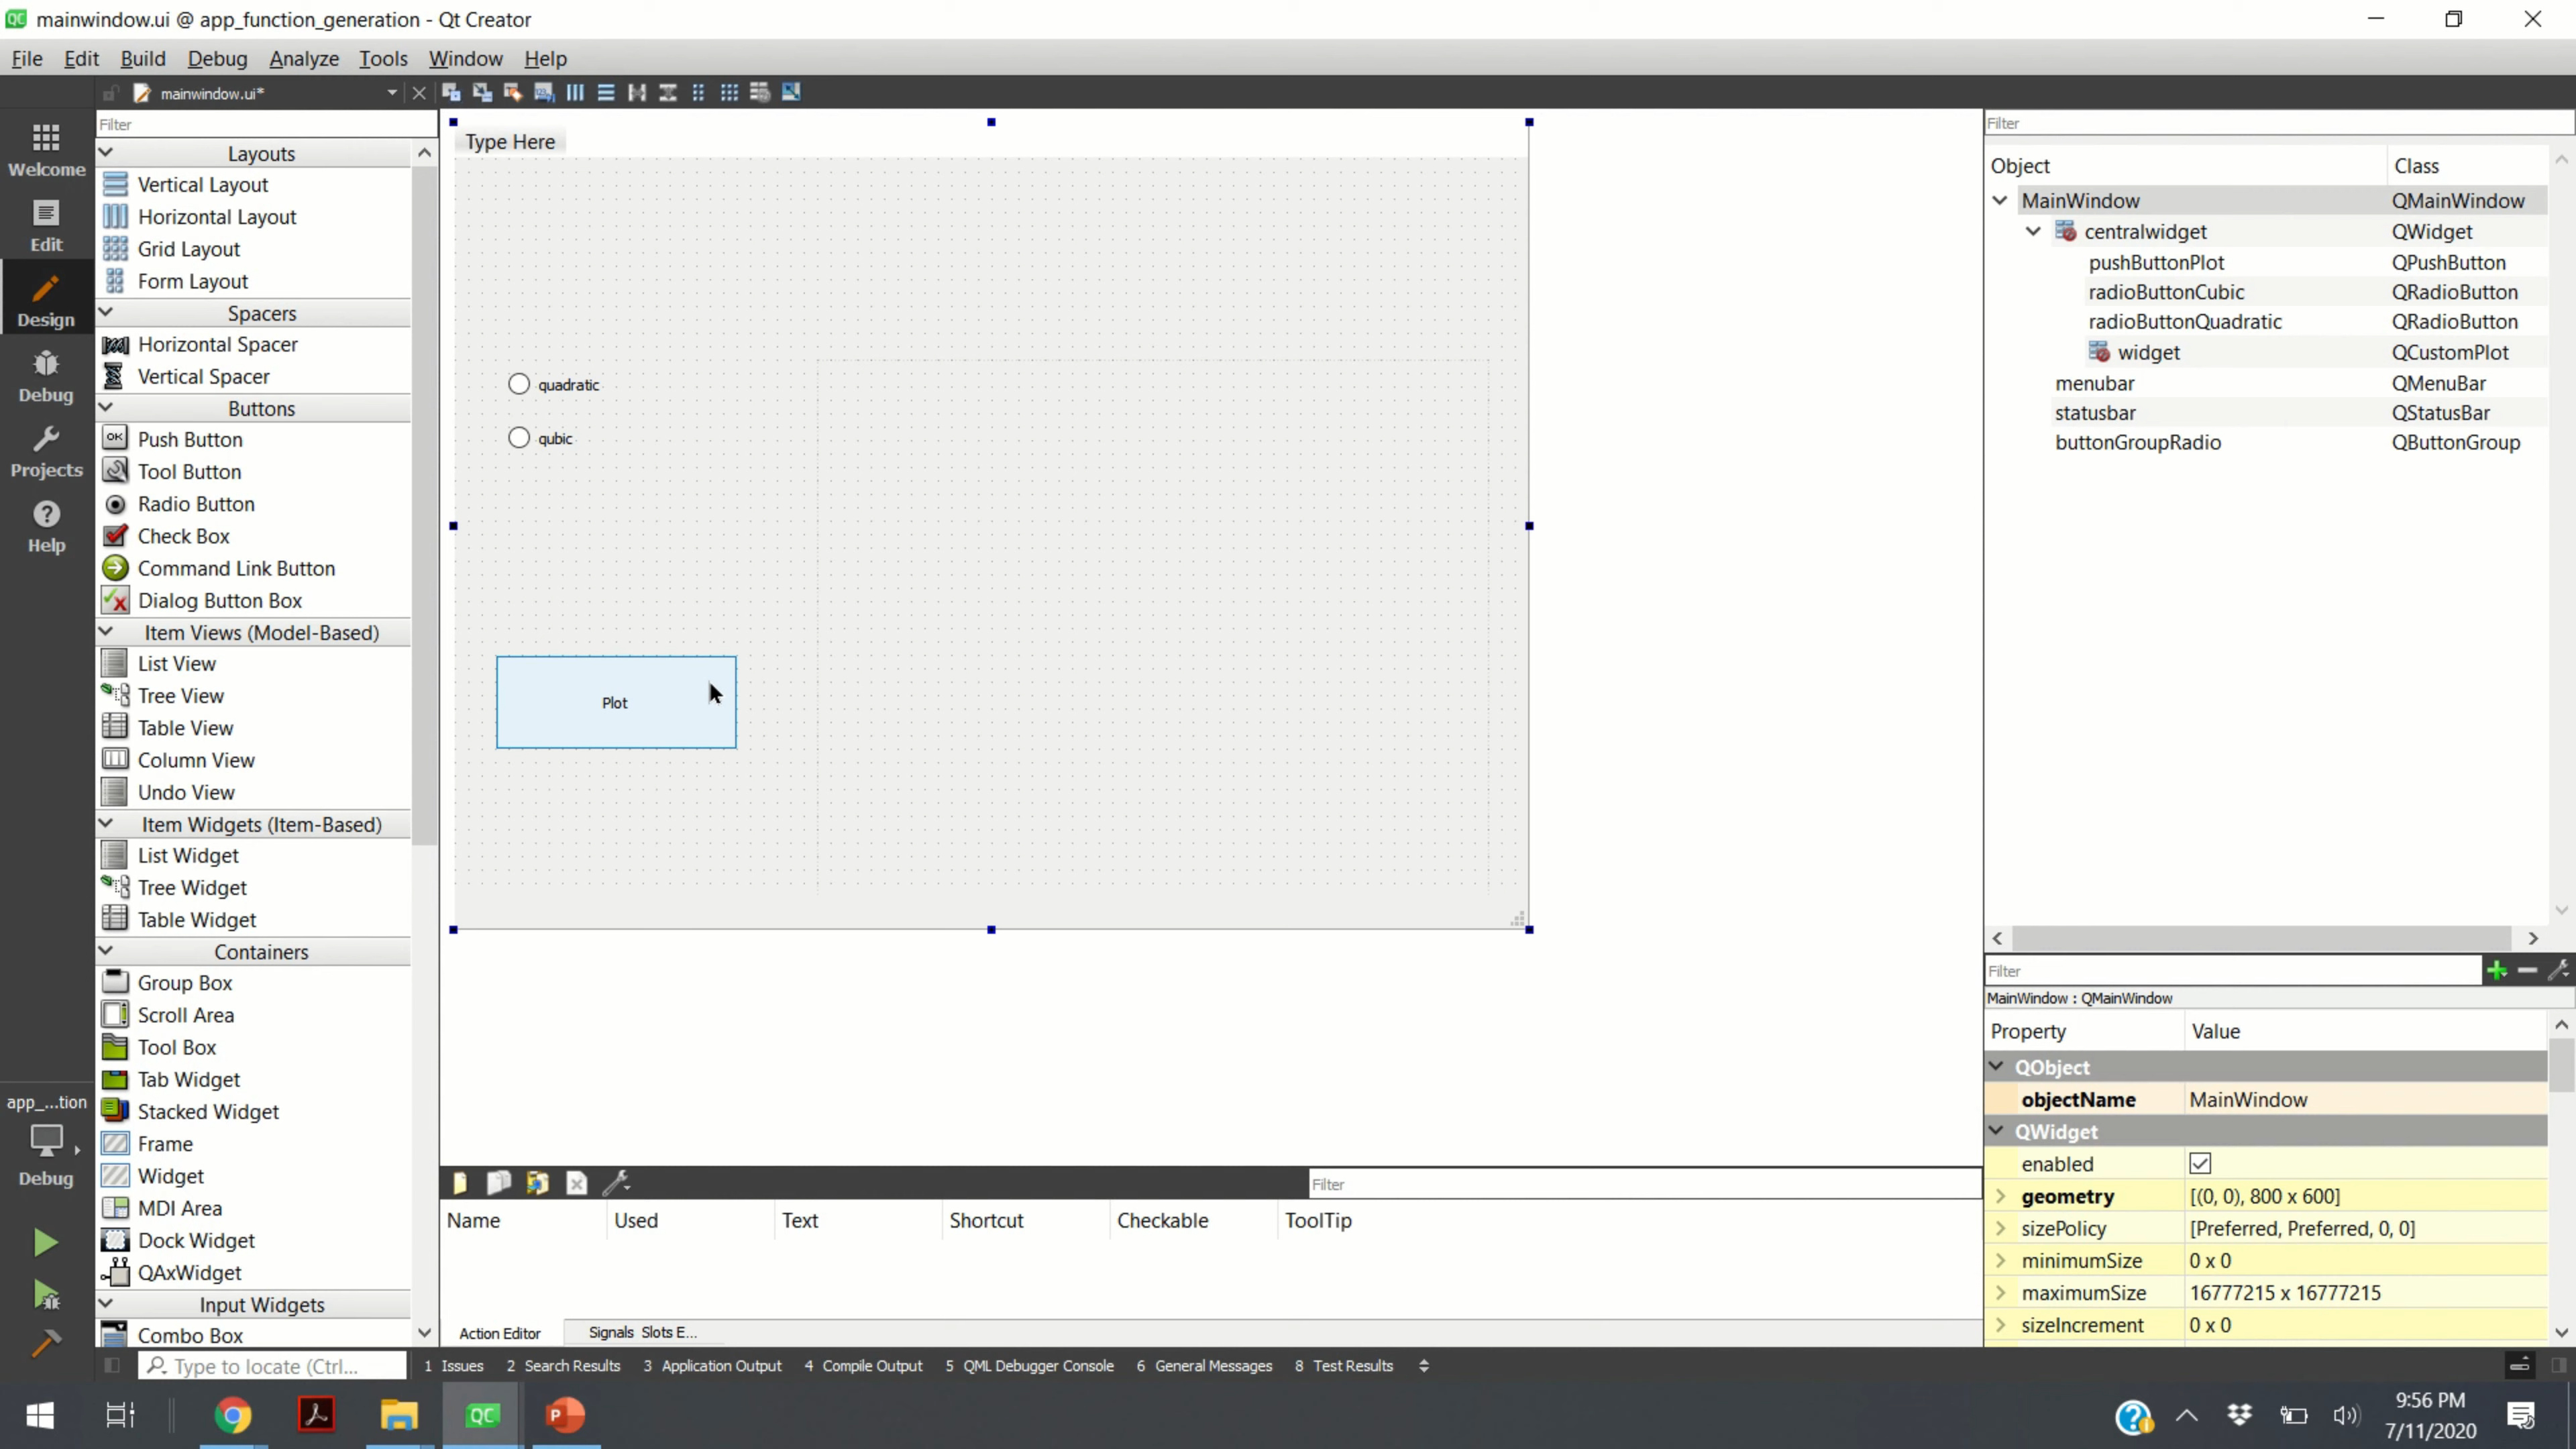 mainwindow.ui @ app_function_generation - Qt Creator
File Edit Build Debug Analyze Tools Window Help
mainwindow.ui*
Welcome
Edit
Design
Debug
Projects
Help
app_...tion
Debug
Filter
Layouts
Vertical Layout
Horizontal Layout
Grid Layout
Form Layout
Spacers
Horizontal Spacer
Vertical Spacer
Buttons
OK Push Button
Tool Button
Radio Button
Check Box
Command Link Button
Dialog Button Box
Item Views (Model-Based)
List View
Tree View
Table View
Column View
Undo View
Item Widgets (Item-Based)
List Widget
Tree Widget
Table Widget
Containers
Group Box
Scroll Area
Tool Box
Tab Widget
Stacked Widget
Frame
Widget
MDI Area
Dock Widget
QAxWidget
Input Widgets
Combo Box
Type Here
quadratic
qubic
Plot
Filter
Name Used Text Shortcut Checkable ToolTip
Action Editor Signals Slots E...
Filter
Object Class
MainWindow QMainWindow
centralwidget QWidget
pushButtonPlot QPushButton
radioButtonCubic QRadioButton
radioButtonQuadratic QRadioButton
widget QCustomPlot
menubar QMenuBar
statusbar QStatusBar
buttonGroupRadio QButtonGroup
Filter
MainWindow : QMainWindow
Property Value
QObject
objectName MainWindow
QWidget
enabled
geometry [(0, 0), 800 x 600]
sizePolicy [Preferred, Preferred, 0, 0]
minimumSize 0 x 0
maximumSize 16777215 x 16777215
sizeIncrement 0 x 0
Type to locate (Ctrl... 1 Issues 2 Search Results 3 Application Output 4 Compile Output 5 QML Debugger Console 6 General Messages 8 Test Results
QC
P
9:56 PM
7/11/2020